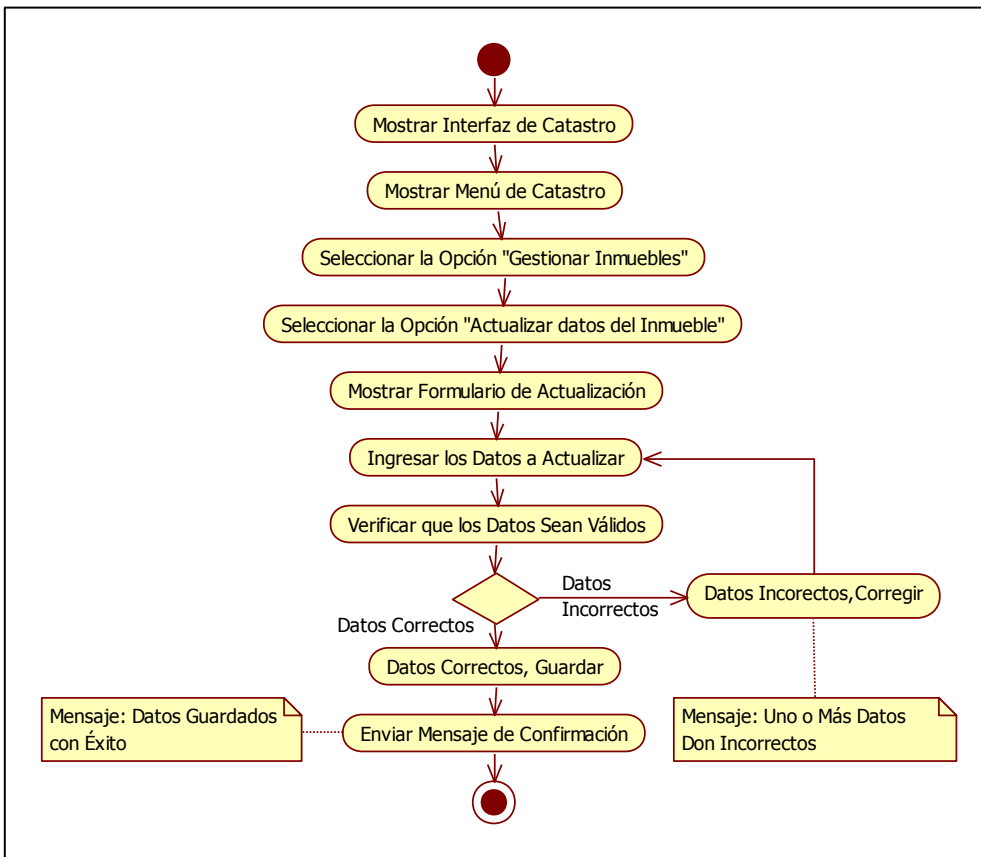 Mostrar Interfaz de Catastro
Mostrar Menú de Catastro
Seleccionar la Opción "Gestionar Inmuebles"
Seleccionar la Opción "Actualizar datos del Inmueble"
Mostrar Formulario de Actualización
Ingresar los Datos a Actualizar
Verificar que los Datos Sean Válidos
Datos
Incorrectos
Datos Incorectos,Corregir
Datos Correctos
Datos Correctos, Guardar
Mensaje: Datos Guardados
con Éxito
Enviar Mensaje de Confirmación
Mensaje: Uno o Más Datos
Don Incorrectos